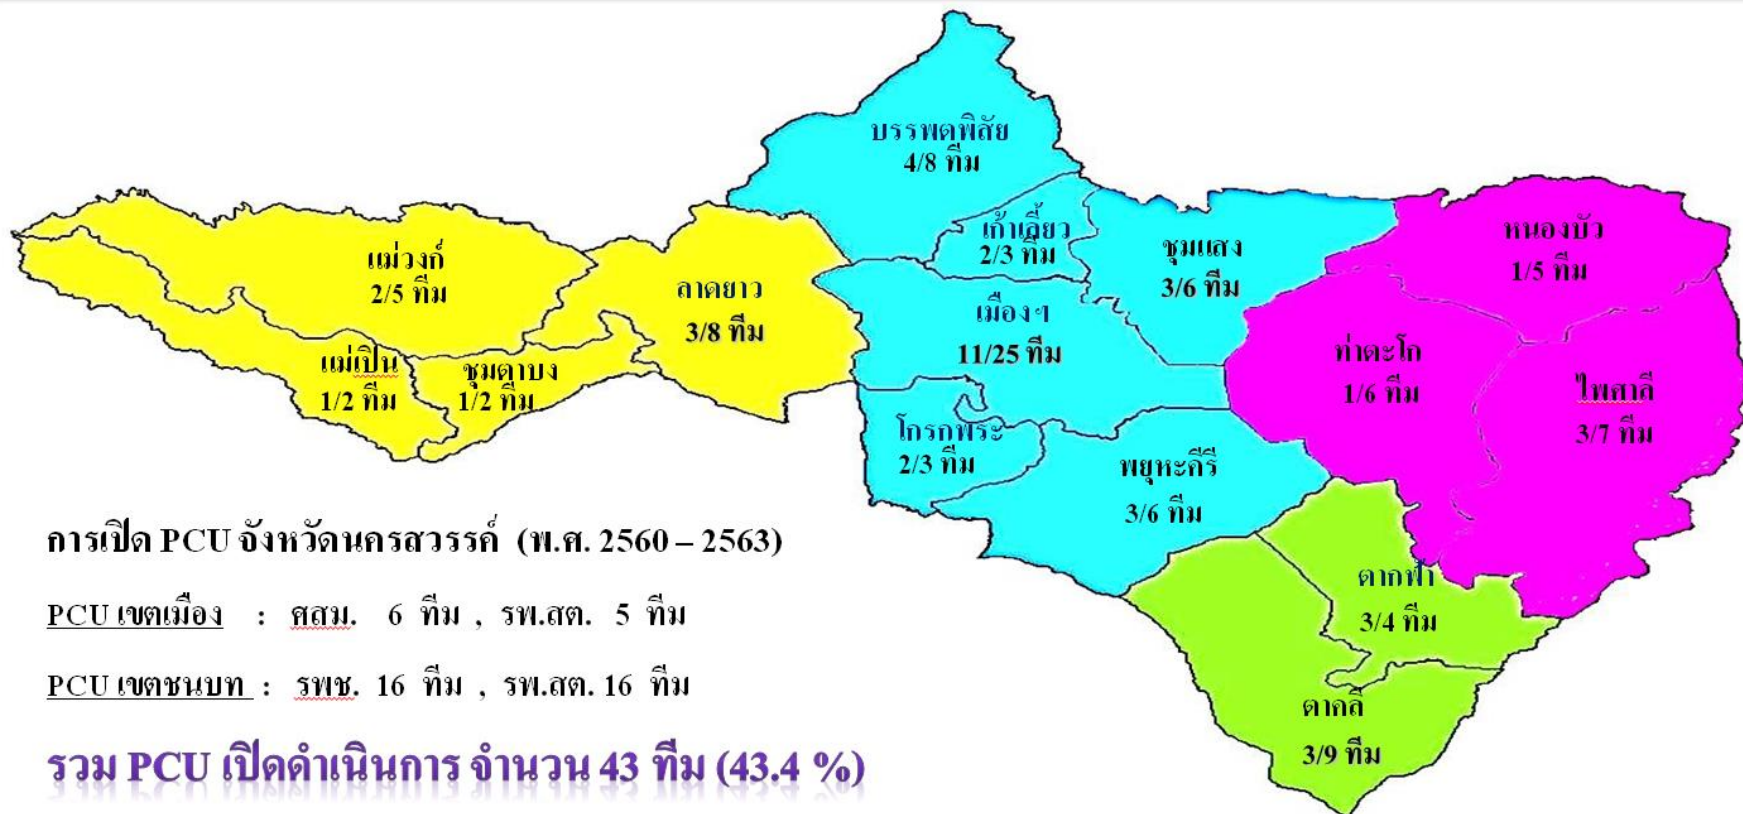 บรรพตพิสัย
4/8 ทีม
เก้าเลี้ยว
2/3 ทีม
ชุมแสง
3/6 ทีม
หนองบัว
1/5 ทีม
แม่วงก์
2/5 ทีม
ลาดยาว
3/8 ทีม
เมืองฯ
11/25 ทีม
ท่าตะโก
1/6 ทีม
ไพศาลี
3/7 ทีม
แม่เปิน
1/2 ทีม
ชุมตาบง
1/2 ทีม
โกรกพระ
2/3 ทีม
พยุหะคีรี
3/6 ทีม
ตากฟ้า
3/4 ทีม
ตาคลี
3/9 ทีม
การเปิด PCU จังหวัดนครสวรรค์ (พ.ศ. 2560 – 2563)
PCU เขตเมือง : ศสม. 6 ทีม , รพ.สต. 5 ทีม
PCU เขตชนบท : รพช. 16 ทีม , รพ.สต. 16 ทีม
รวม PCU เปิดดำเนินการ จำนวน 43 ทีม (43.4 %)